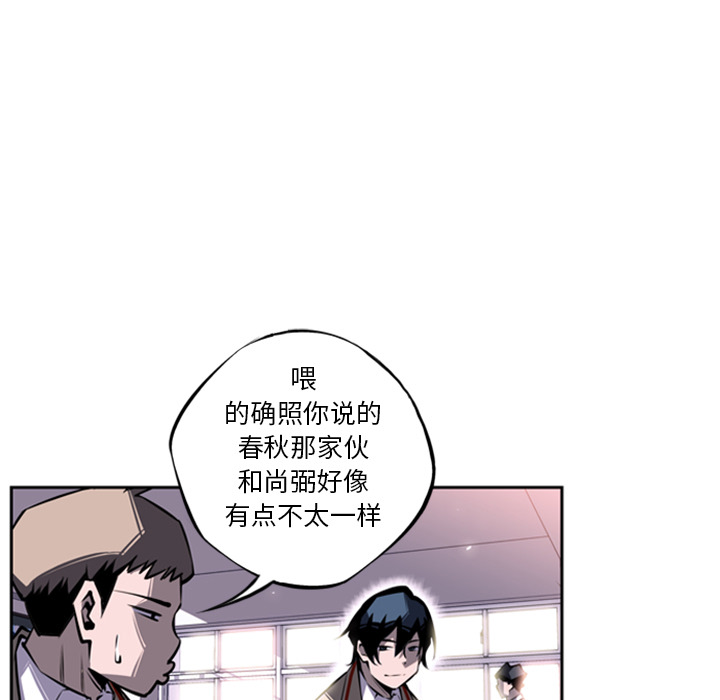 喂
的确照你说的
春秋那家伙
和尚弼好像
有点不太一样